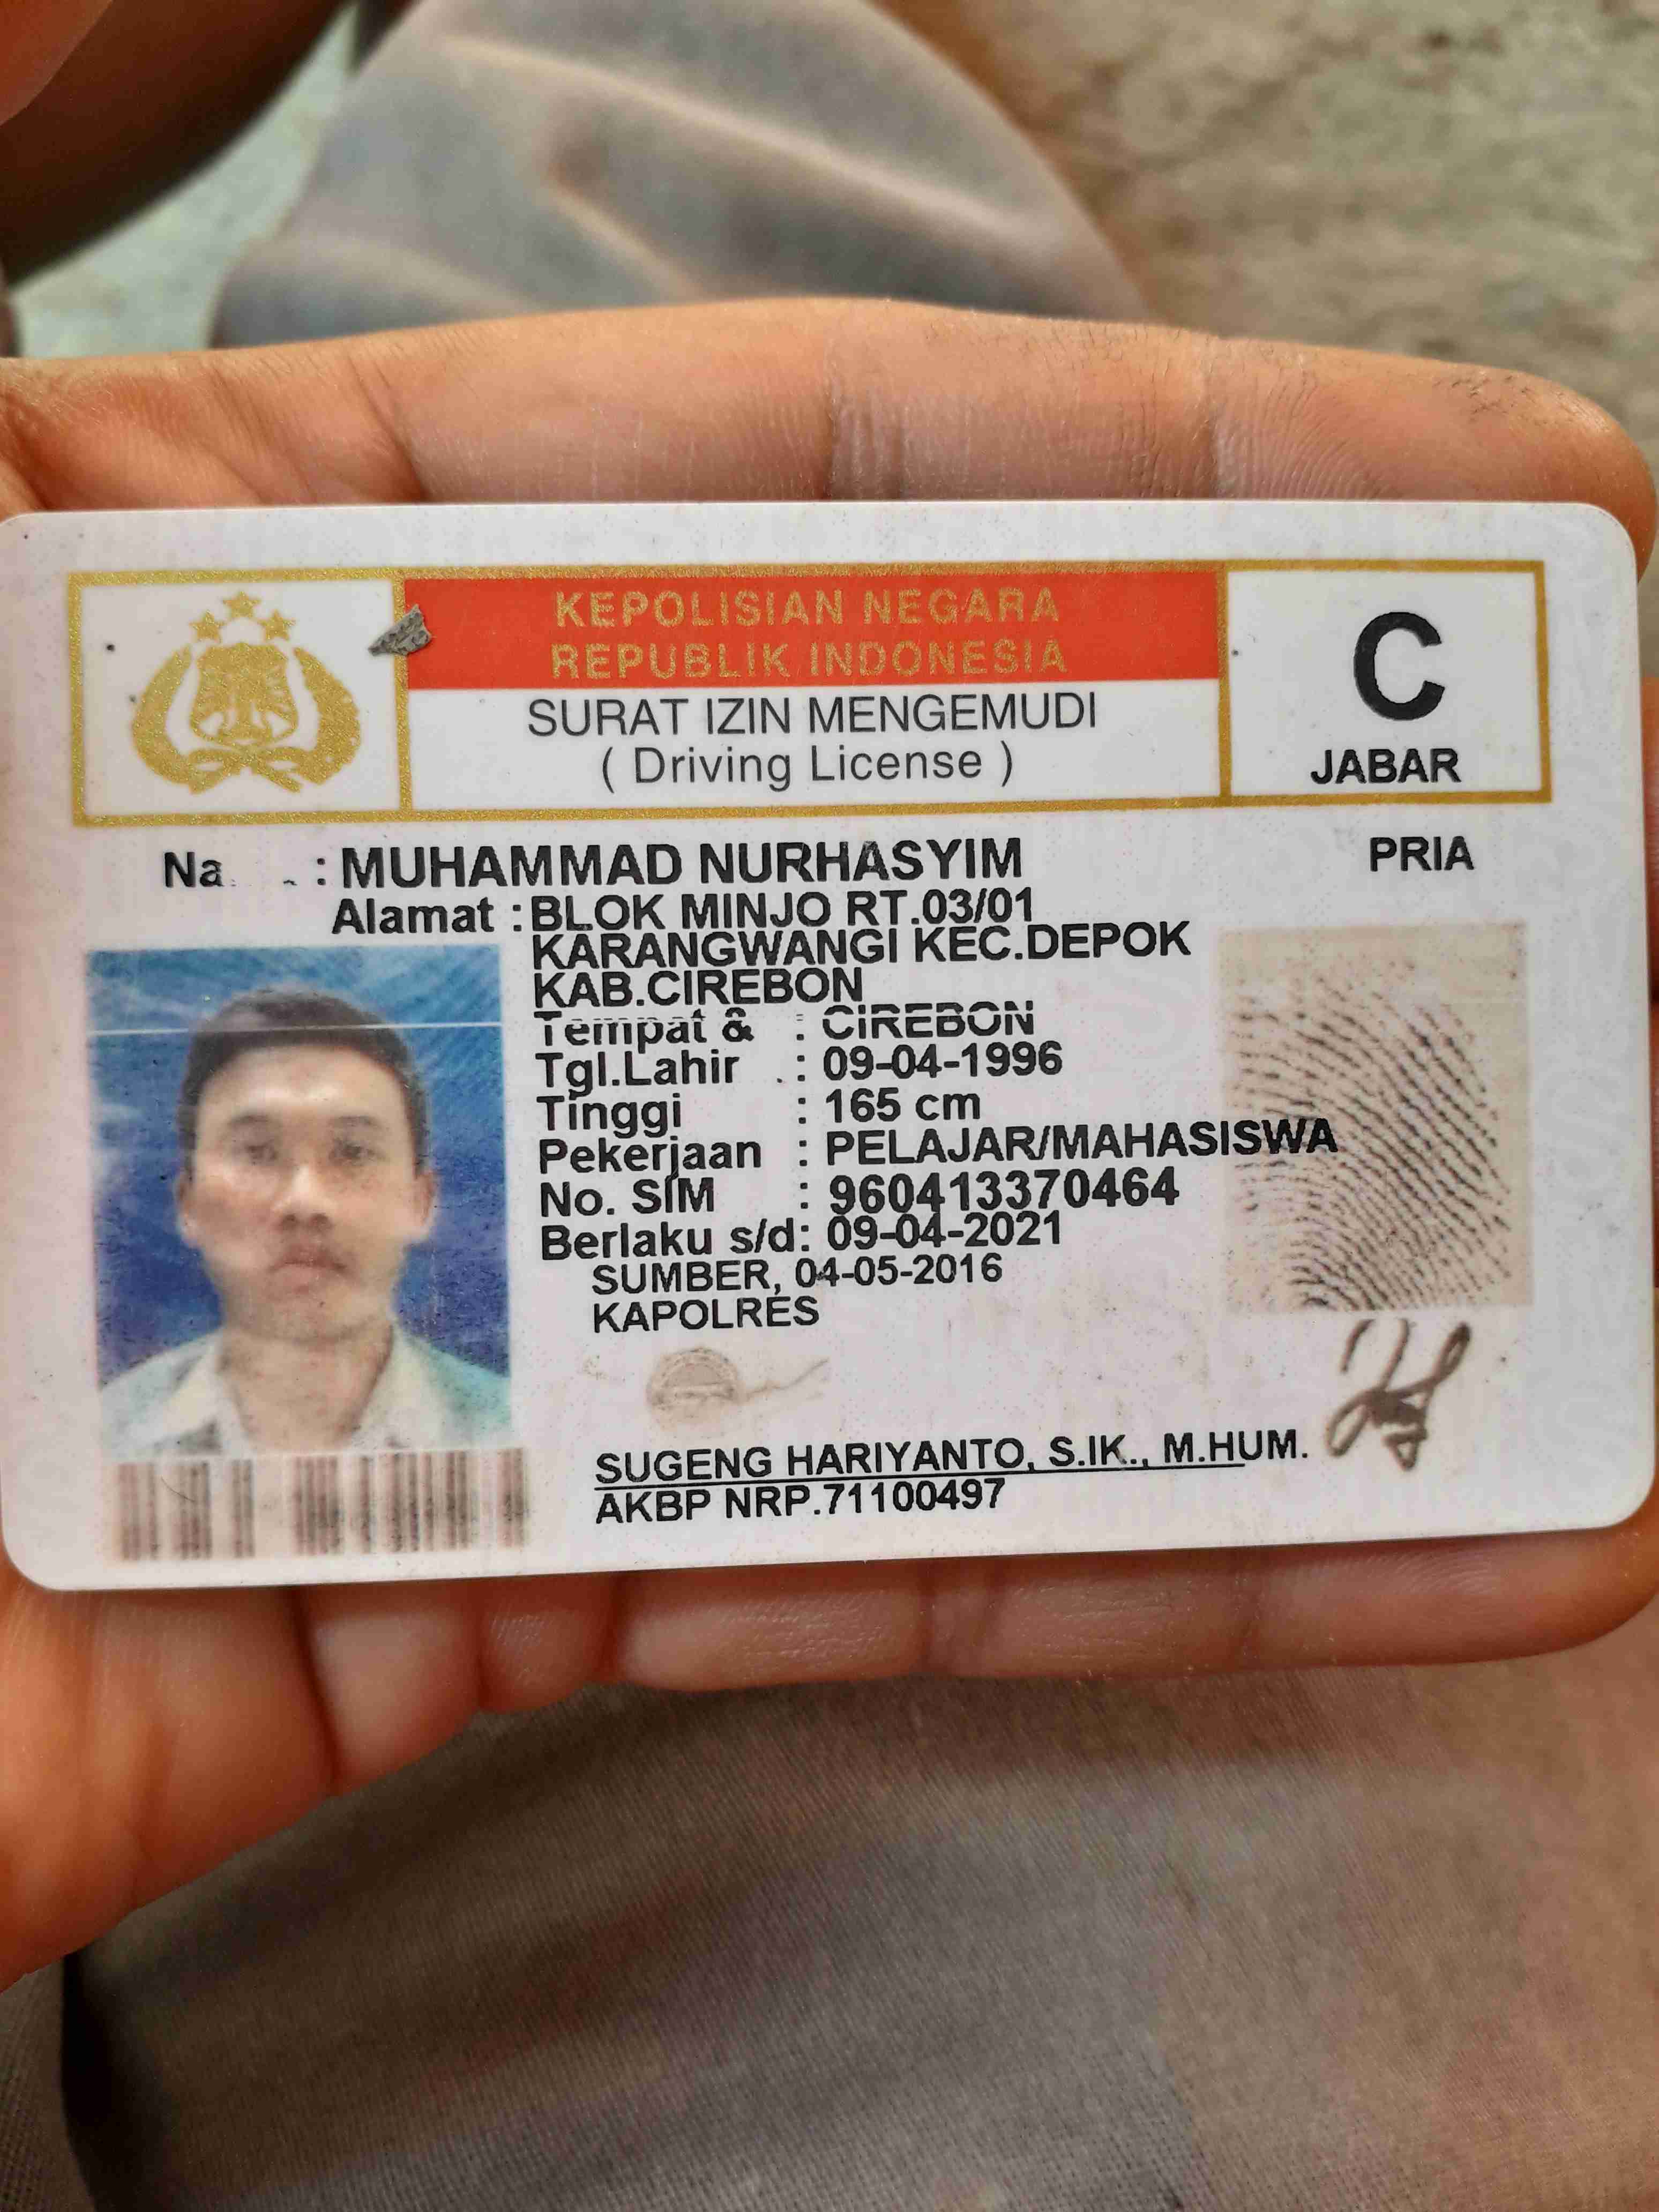 KEPOLISIAN NEGARA
REPUBLIK INDONESIA
SURAT IZIN MENGEMUDI
( Driving License )
C
JABAR
: MUHAMMAD NURHASYIM
PRIA
Alamat : BLOK MINJO RT.03/01
KARANGWANGI KEC.DEPOK
KAB.CIREBON
Tempat & : CIREBON
Tgl.Lahir : 09-04-1996
Tinggi : 165 cm
Pekerjaan : PELAJAR/MAHASISWA
No. SIM : 960413370464
Berlaku s/d: 09-04-2021
SUMBER, 04-05-2016
KAPOLRES
SUGENG HARIYANTO, S.IK., M.HUM.
AKBP NRP.71100497